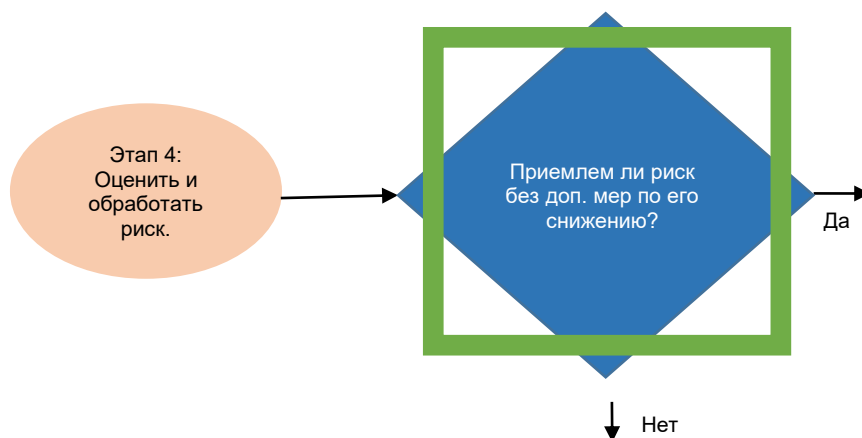 Этап 4:
Оценить и
обработать
риск.
Приемлем ли риск
без доп. мер по его
снижению?
Да
Нет